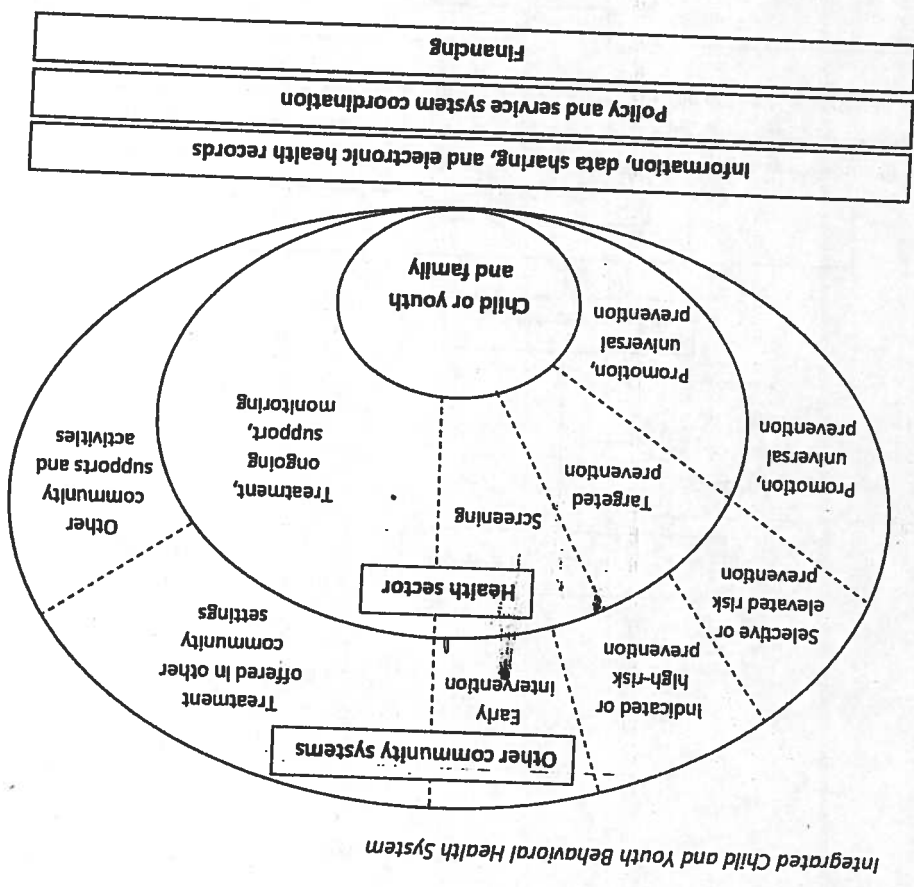 Integrated Child and Youth Behavioral Health System
Other community systems
Early
intervention
Indicated or
high-risk
prevention
Treatment
offered in other
community
settings
Selective or
elevated risk
prevention
Promotion,
universal
prevention
Other
community
supports and
activities
Health sector
Screening
Targeted
prevention
Treatment,
ongoing
support,
monitoring
Promotion,
universal
prevention
Child or youth
and family
Information, data sharing, and electronic health records
Policy and service system coordination
Financing